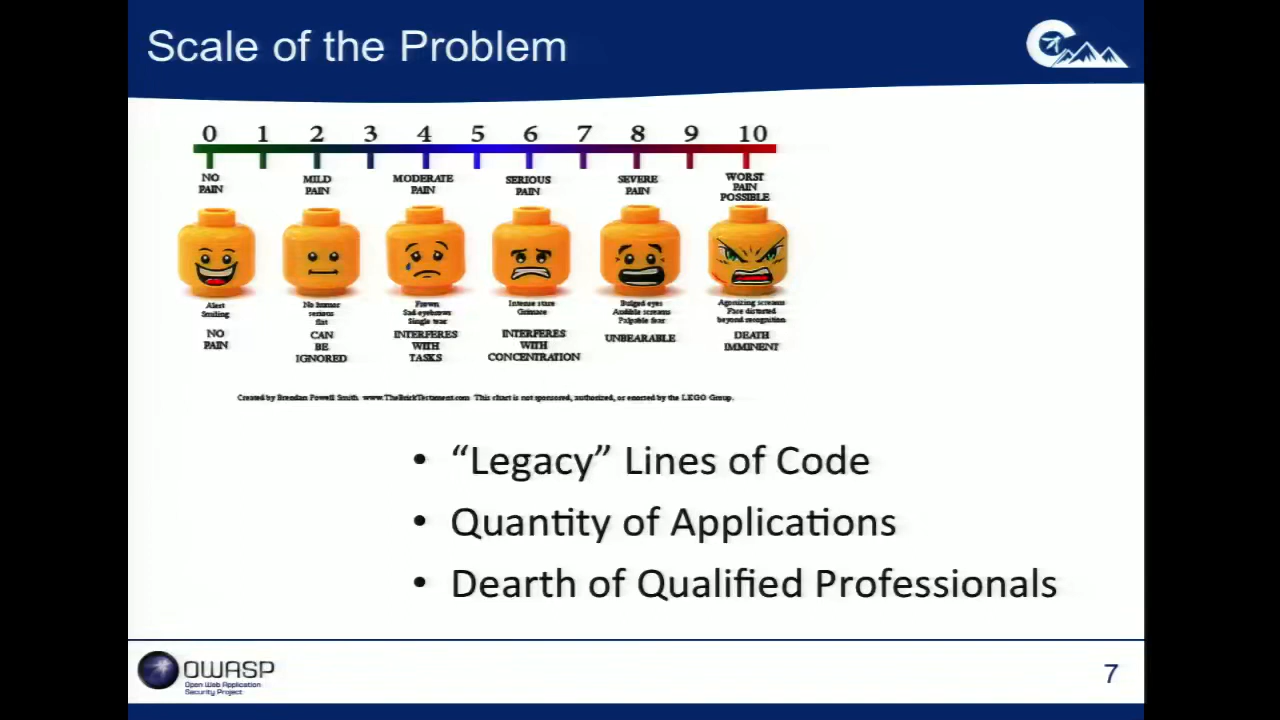 Scale of the Problem
0 1 2 3 4 5 6 7 8 9 10
NO PAIN
MILD PAIN
MODERATE PAIN
SERIOUS PAIN
SEVERE PAIN
WORST PAIN POSSIBLE
Alert
Smiling
NO PAIN
No humor
serious
flat
CAN BE IGNORED
Frown
Sad eyebrows
Single tear
INTERFERES WITH TASKS
Intense stare
Grimace
INTERFERES WITH CONCENTRATION
Bulged eyes
Audible screams
Palpable fear
UNBEARABLE
Agonizing screams
Face distorted
beyond recognition
DEATH IMMINENT
Created by Brendan Powell Smith www.TheBrickTestament.com This chart is not sponsored, authorized, or enorsed by the LEGO Group.
• “Legacy” Lines of Code
• Quantity of Applications
• Dearth of Qualified Professionals
OWASP
Open Web Application
Security Project
7